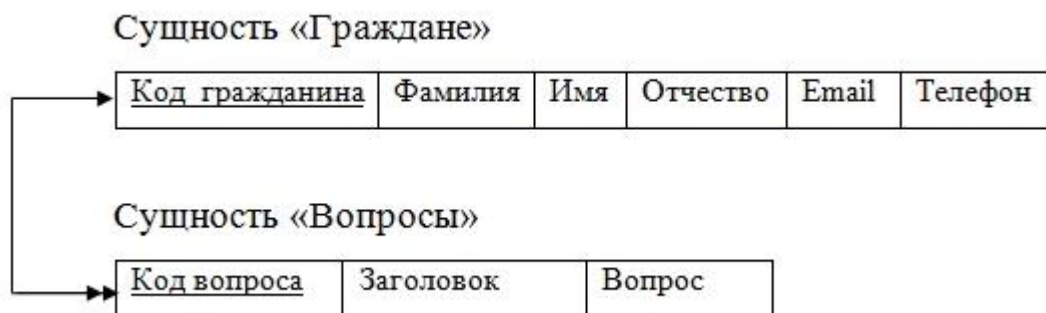 Сущность «Граждане»
Код гражданина Фамилия Имя Отчество Email Телефон
Сущность «Вопросы»
Код вопроса Заголовок Вопрос